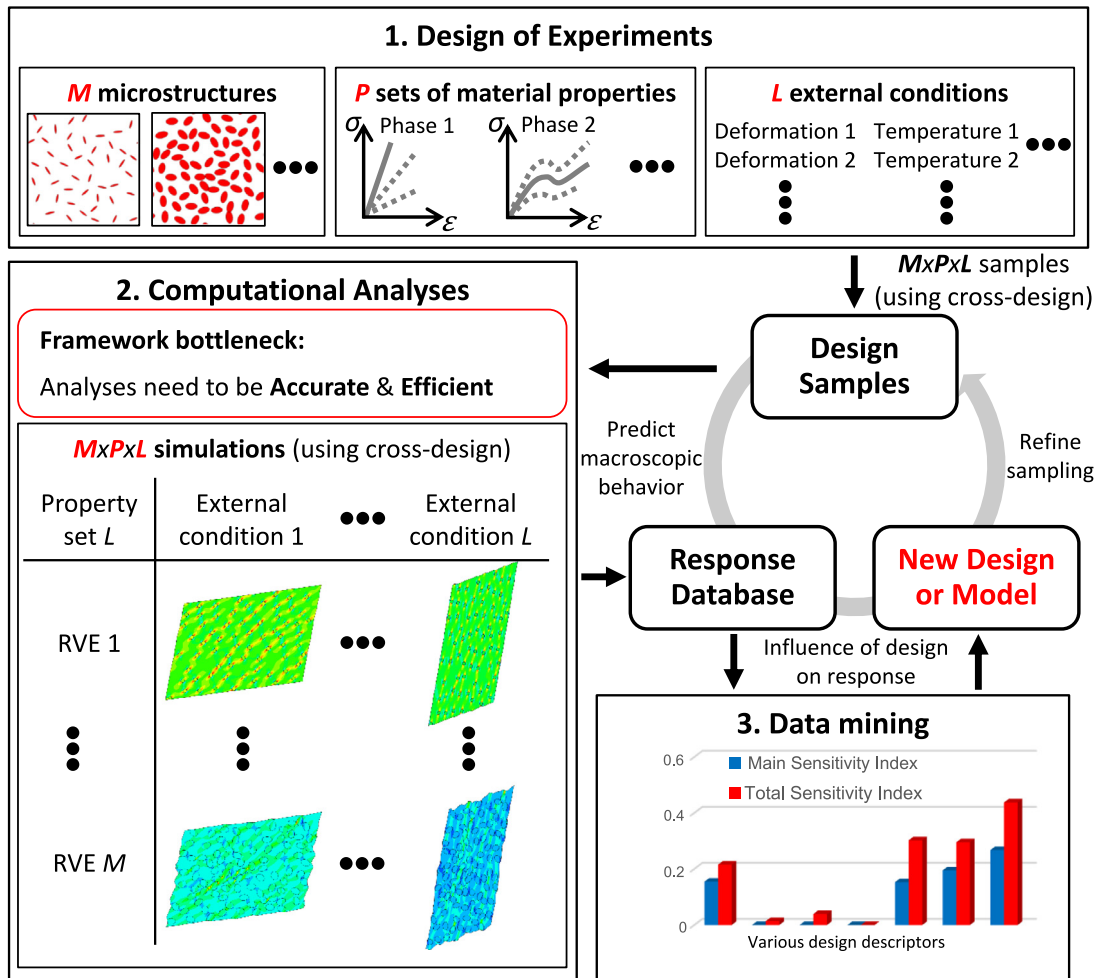 1. Design of Experiments
M microstructures
P sets of material properties
σ Phase 1
ε
σ Phase 2
ε
L external conditions
Deformation 1 Temperature 1
Deformation 2 Temperature 2
MxPxL samples
(using cross-design)
2. Computational Analyses
Framework bottleneck:
Analyses need to be Accurate & Efficient
MxPxL simulations (using cross-design)
Property
set L
External
condition 1
External
condition L
RVE 1
RVE M
Design
Samples
Predict
macroscopic
behavior
Refine
sampling
Response
Database
New Design
or Model
Influence of design
on response
3. Data mining
0.6
Main Sensitivity Index
Total Sensitivity Index
0.4
0.2
0
Various design descriptors